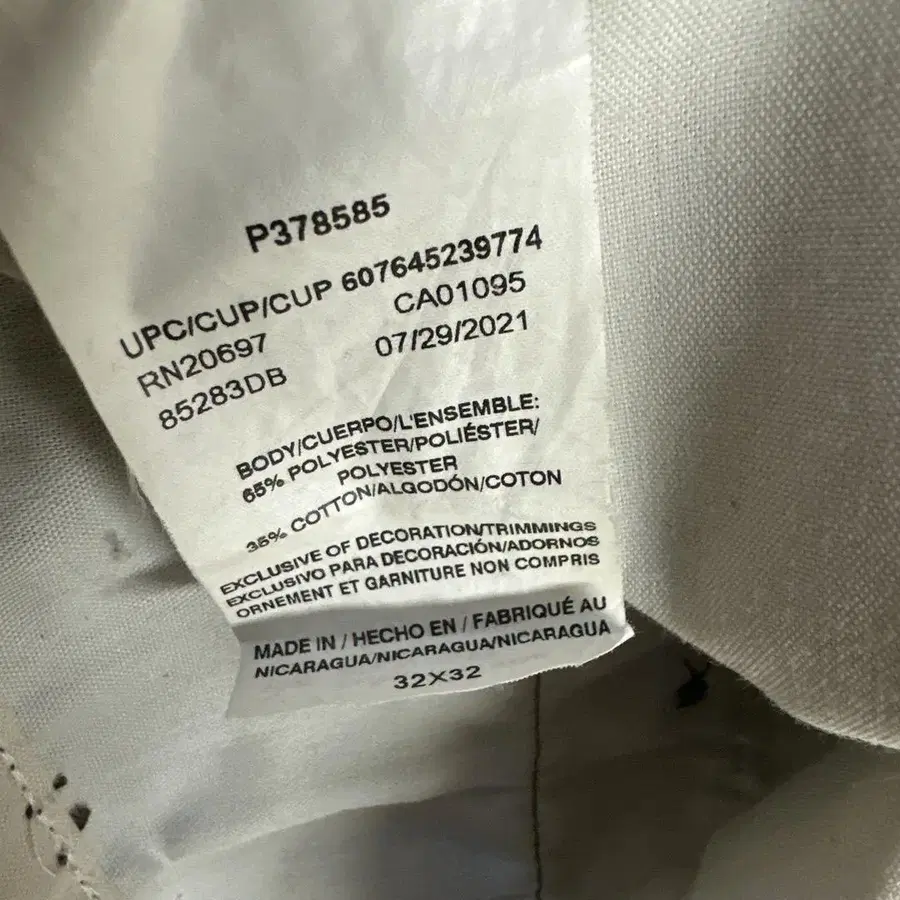 P378585
UPC/CUP/CUP 607645239774
RN20697 CA01095
85283DB 07/29/2021
BODY/CUERPO/L'ENSEMBLE:
65% POLYESTER/POLIÉSTER/
POLYESTER
35% COTTON/ALGODÓN/COTON
EXCLUSIVE OF DECORATION/TRIMMINGS
EXCLUSIVO PARA DECORACIÓN/ADORNOS
ORNEMENT ET GARNITURE NON COMPRIS
MADE IN / HECHO EN / FABRIQUÉ AU
NICARAGUA/NICARAGUA/NICARAGUA
32X32